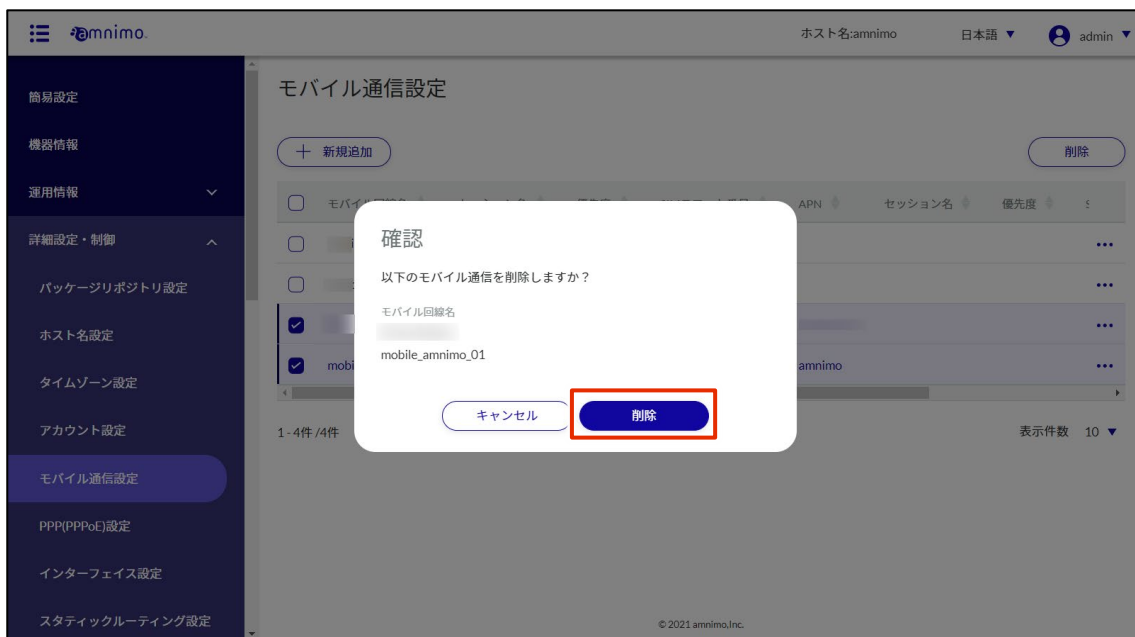 amnimo.
ホスト名:amnimo
日本語 ▼
admin ▼
簡易設定
機器情報
運用情報
詳細設定・制御
パッケージリポジトリ設定
ホスト名設定
タイムゾーン設定
アカウント設定
モバイル通信設定
PPP(PPPoE)設定
インターフェイス設定
スタティックルーティング設定
モバイル通信設定
+ 新規追加
削除
APN
セッション名
優先度
mobi
amnimo
確認
以下のモバイル通信を削除しますか?
モバイル回線名
mobile_amnimo_01
キャンセル
削除
1 - 4件 /4件
表示件数 10 ▼
© 2021 amnimo,Inc.